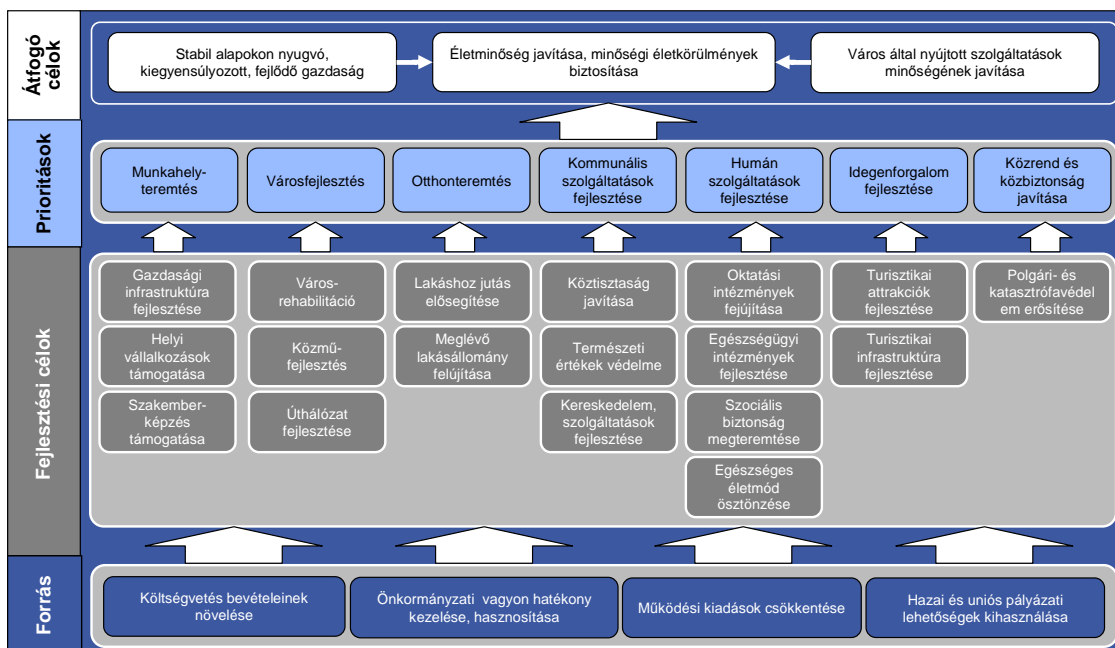 Átfogó
célok
Stabil alapokon nyugvó,
kiegyensúlyozott, fejlődő gazdaság
Életminőség javítása, minőségi életkörülmények
biztosítása
Város által nyújtott szolgáltatások
minőségének javítása
Prioritások
Munkahely-
teremtés
Városfejlesztés
Otthonteremtés
Kommunális
szolgáltatások
fejlesztése
Humán
szolgáltatások
fejlesztése
Idegenforgalom
fejlesztése
Közrend és
közbiztonság
javítása
Fejlesztési célok
Gazdasági
infrastruktúra
fejlesztése
Helyi
vállalkozások
támogatása
Szakember-
képzés
támogatása
Város-
rehabilitáció
Közmű-
fejlesztés
Úthálózat
fejlesztése
Lakáshoz jutás
elősegítése
Meglévő
lakásállomány
felújítása
Köztisztaság
javítása
Természeti
értékek védelme
Kereskedelem,
szolgáltatások
fejlesztése
Oktatási
intézmények
fejújítása
Egészségügyi
intézmények
fejlesztése
Szociális
biztonság
megteremtése
Egészséges
életmód
ösztönzése
Turisztikai
attrakciók
fejlesztése
Turisztikai
infrastruktúra
fejlesztése
Polgári- és
katasztrófavédel
em erősítése
Forrás
Költségvetés bevételeinek
növelése
Önkormányzati vagyon hatékony
kezelése, hasznosítása
Működési kiadások csökkentése
Hazai és uniós pályázati
lehetőségek kihasználása